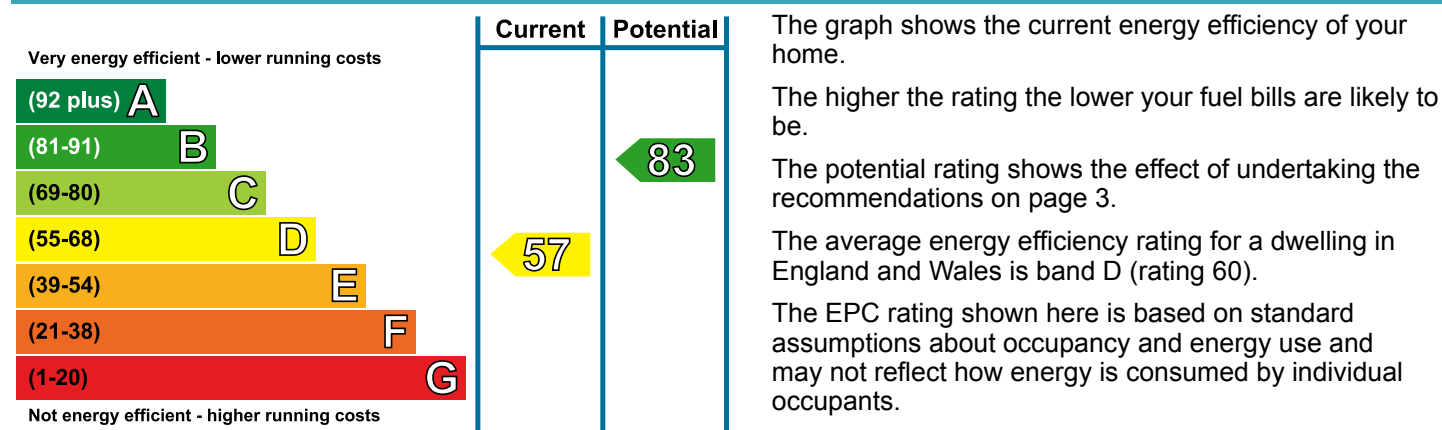 Current Potential
Very energy efficient - lower running costs
(92 plus) A
(81-91) B
83
(69-80) C
(55-68) D
57
(39-54) E
(21-38) F
(1-20) G
Not energy efficient - higher running costs
The graph shows the current energy efficiency of your
home.
The higher the rating the lower your fuel bills are likely to
be.
The potential rating shows the effect of undertaking the
recommendations on page 3.
The average energy efficiency rating for a dwelling in
England and Wales is band D (rating 60).
The EPC rating shown here is based on standard
assumptions about occupancy and energy use and
may not reflect how energy is consumed by individual
occupants.